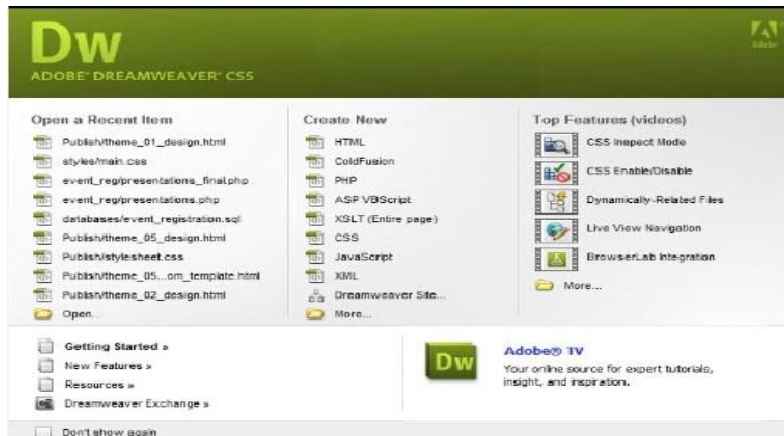 Dw
ADOBE® DREAMWEAVER® CS5
Adobe
Open a Recent Item
Publish/theme_01_design.html
styles/main.css
event_reg/presentations_final.php
event_reg/presentations.php
databases/event_registration.sql
Publish/theme_05_design.html
Publish/stylesheet.css
Publish/theme_05...om_template.html
Publish/theme_02_design.html
Open...
Create New
HTML
ColdFusion
PHP
ASP VBScript
XSLT (Entire page)
CSS
JavaScript
XML
Dreamweaver Site...
More...
Top Features (videos)
CSS Inspect Mode
CSS Enable/Disable
Dynamically-Related Files
Live View Navigation
BrowserLab Integration
More...
Getting Started »
New Features »
Resources »
Dreamweaver Exchange »
Dw
Adobe® TV
Your online source for expert tutorials,
insight, and inspiration.
Don't show again